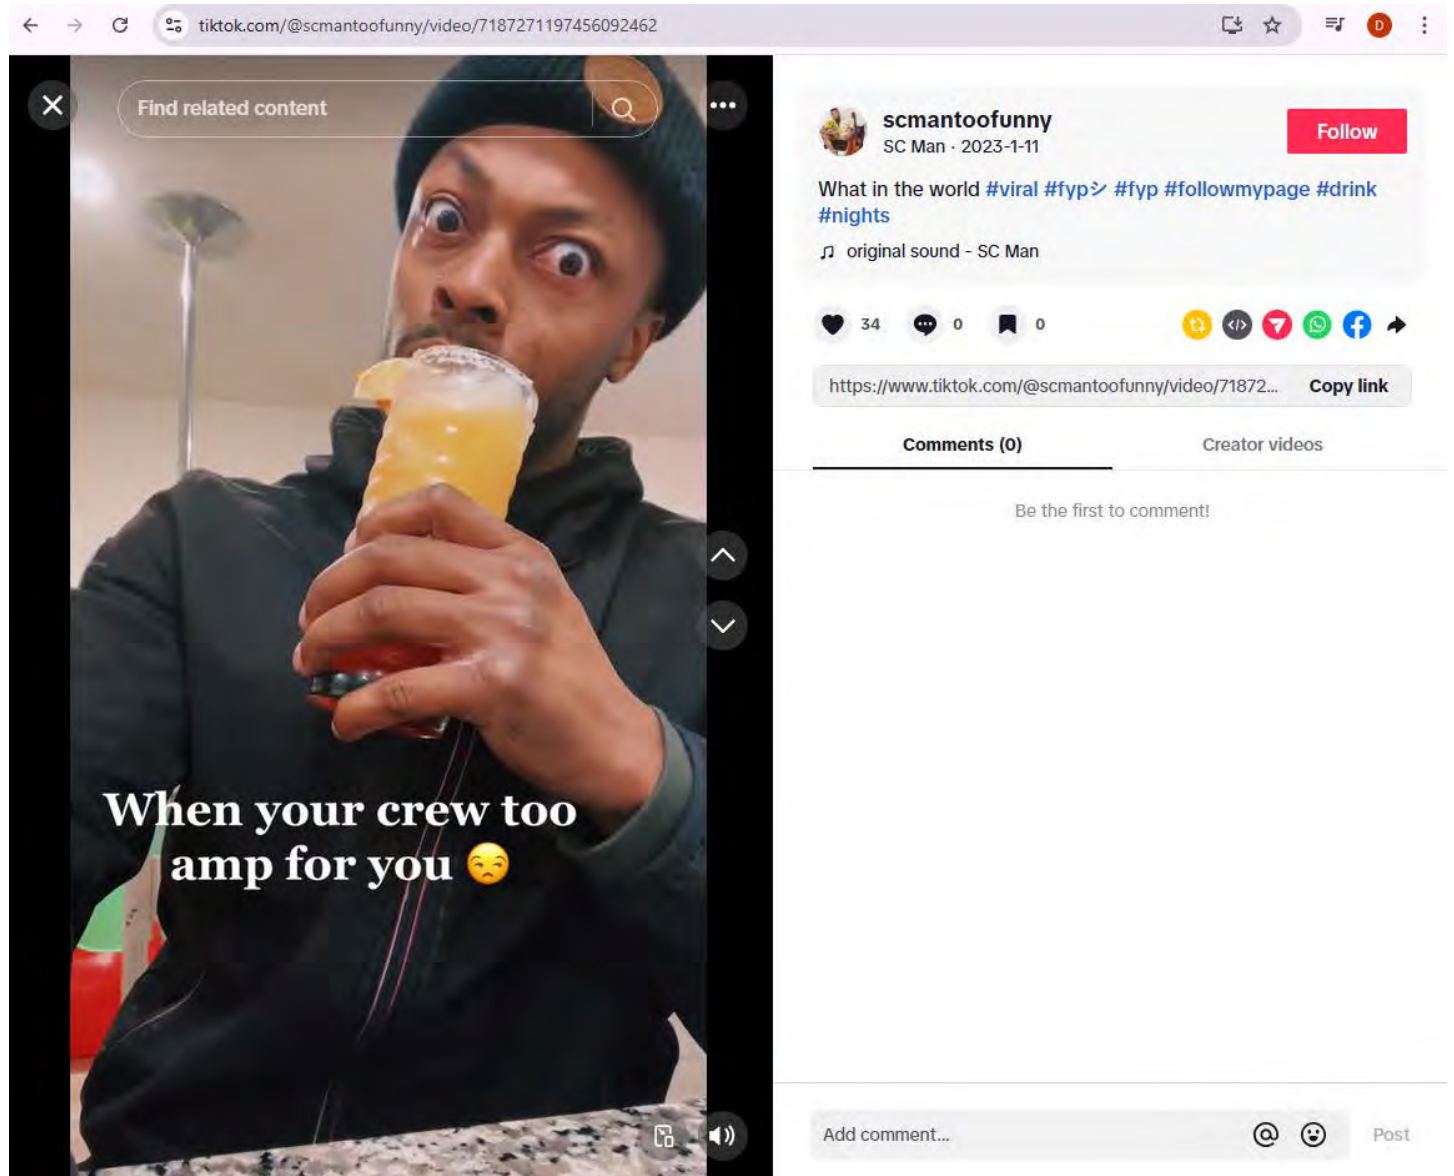 tiktok.com/@scmantoofunny/video/7187271197456092462
D
Find related content
When your crew too
amp for you 😒
scmantoofunny
SC Man · 2023-1-11
Follow
What in the world #viral #fypシ #fyp #followmypage #drink
#nights
♫ original sound - SC Man
34
0
0
https://www.tiktok.com/@scmantoofunny/video/71872...
Copy link
Comments (0)
Creator videos
Be the first to comment!
Add comment...
Post